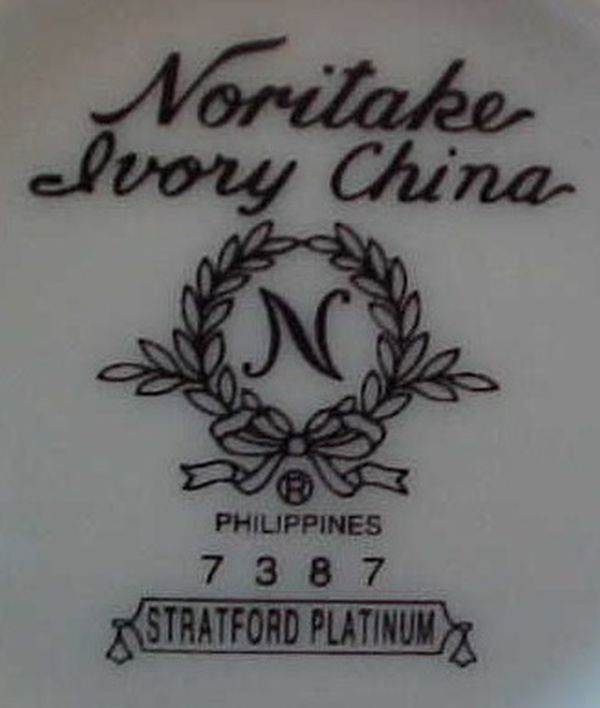 Noritake
Ivory China
N
®
PHILIPPINES
7387
STRATFORD PLATINUM